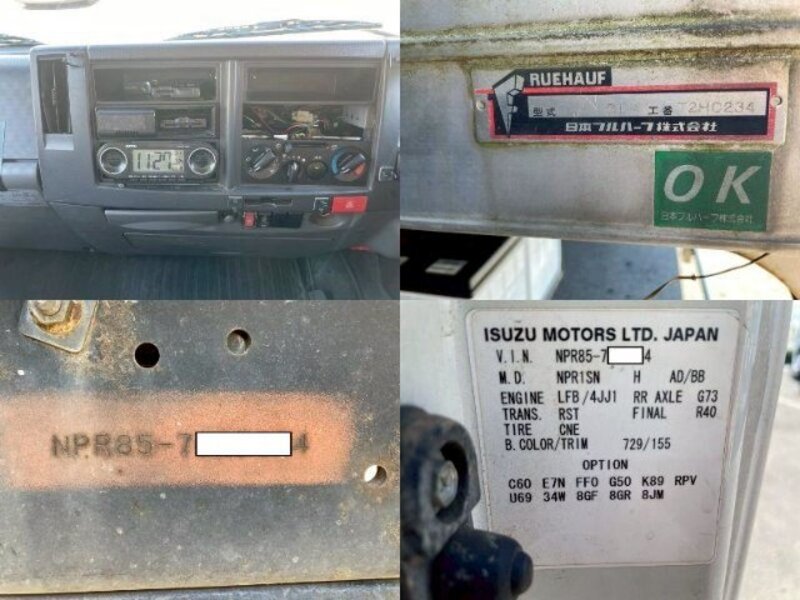 1127
RUEHAUF
型式
工番 T2HC234
日本フルハーフ株式会社
OK
日本フルハーフ株式会社
NPR85-7 4
ISUZU MOTORS LTD. JAPAN
V.I.N. NPR85-7 4
M.D. NPR1SN H AD/BB
ENGINE LFB/4JJ1 RR AXLE G73
TRANS. RST FINAL R40
TIRE CNE
B.COLOR/TRIM 729/155
OPTION
C60 E7N FF0 G50 K89 RPV
U69 34W 8GF 8GR 8JM